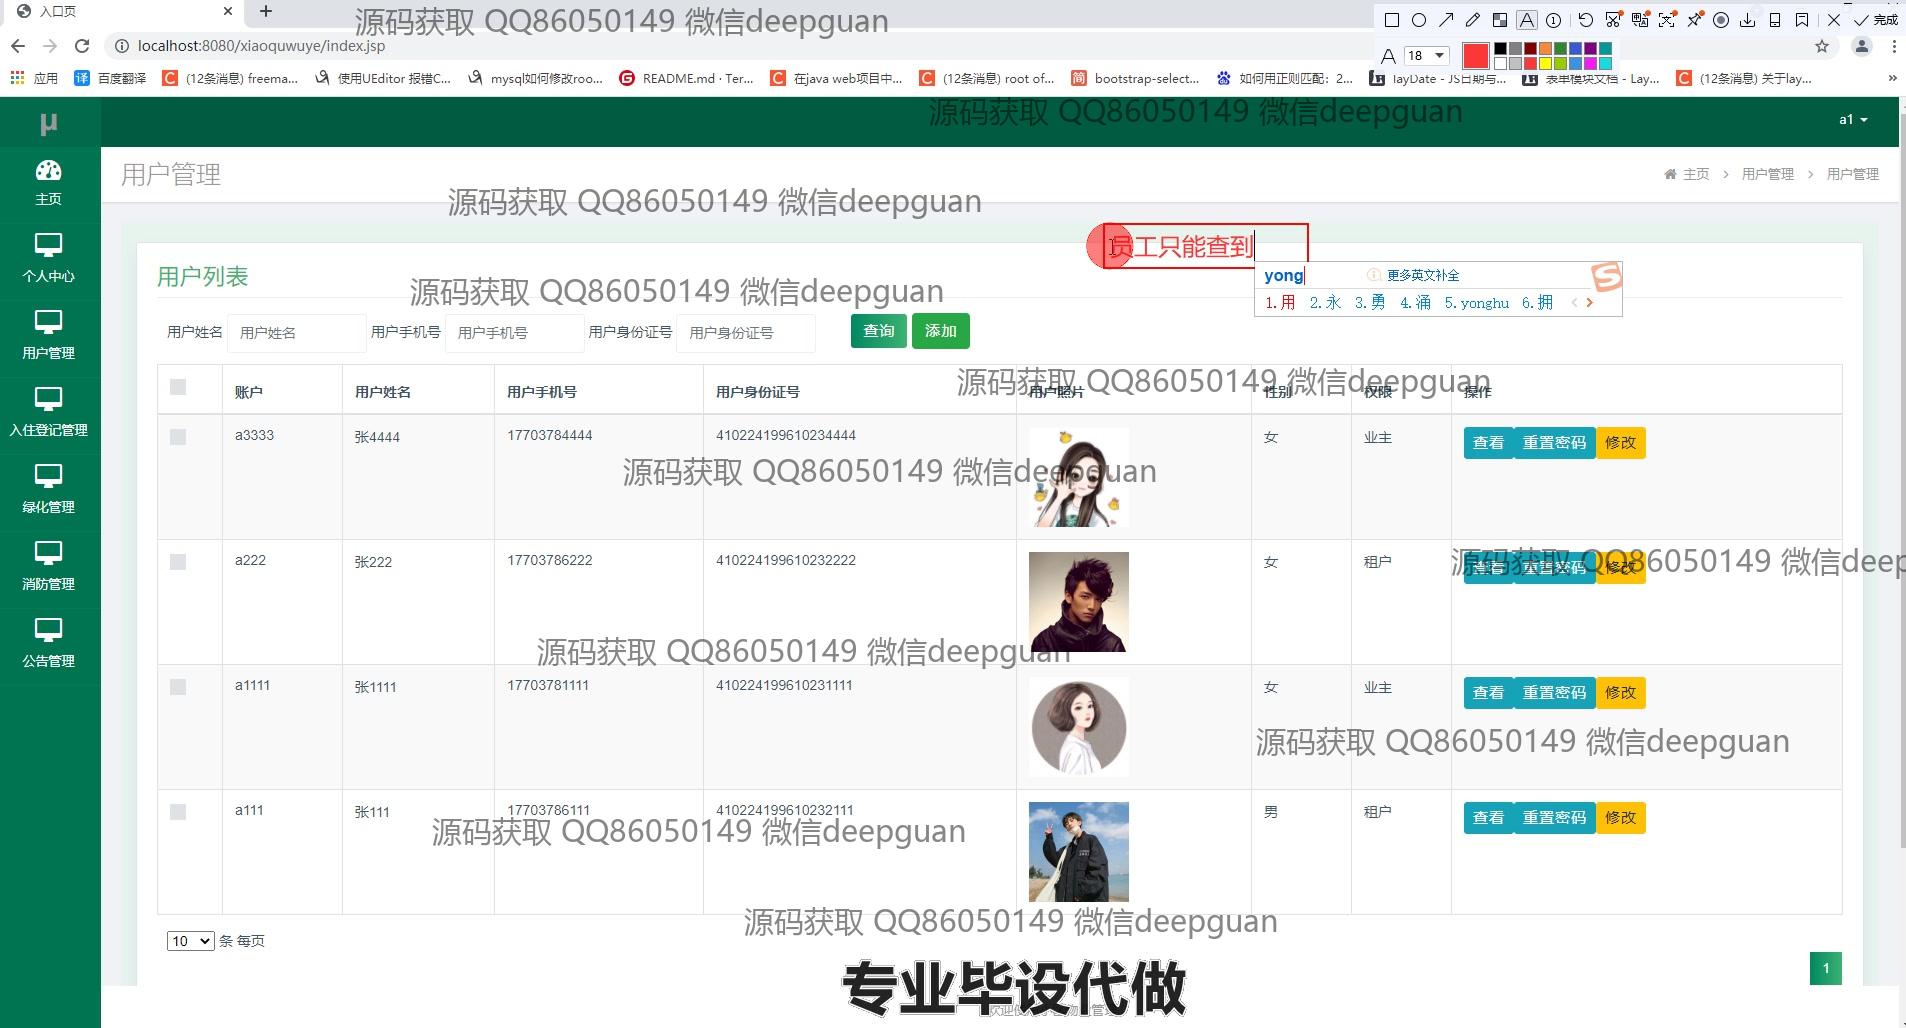 入口页
源码获取 QQ86050149 微信deepguan
完成
localhost:8080/xiaoquwuye/index.jsp
A 18
应用 百度翻译 (12条消息) freema... 使用UEditor 报错C... mysql如何修改roo... README.md · Ter... 在java web项目中... (12条消息) root of... bootstrap-select... 如何用正则匹配：2... layDate - JS日期与... 表单模块文档 - Lay... (12条消息) 关于lay... »
源码获取 QQ86050149 微信deepguan
μ
a1
主页
用户管理
主页 > 用户管理 > 用户管理
源码获取 QQ86050149 微信deepguan
个人中心
员工只能查到
yong
更多英文补全
1.用 2.永 3.勇 4.涌 5.yonghu 6.拥
用户列表
源码获取 QQ86050149 微信deepguan
用户姓名 用户姓名 用户手机号 用户手机号 用户身份证号 用户身份证号 查询 添加
用户管理
源码获取 QQ86050149 微信deepguan
账户 用户姓名 用户手机号 用户身份证号 用户照片 性别 权限 操作
入住登记管理
a3333 张4444 17703784444 410224199610234444 女 业主 查看 重置密码 修改
源码获取 QQ86050149 微信deepguan
绿化管理
a222 张222 17703786222 410224199610232222 女 租户 查看 重置密码 修改
源码获取 QQ86050149 微信deep
消防管理
源码获取 QQ86050149 微信deepguan
公告管理
a1111 张1111 17703781111 410224199610231111 女 业主 查看 重置密码 修改
源码获取 QQ86050149 微信deepguan
a111 张111 17703786111 410224199610232111 男 租户 查看 重置密码 修改
源码获取 QQ86050149 微信deepguan
源码获取 QQ86050149 微信deepguan
10 条 每页
1
专业毕设代做